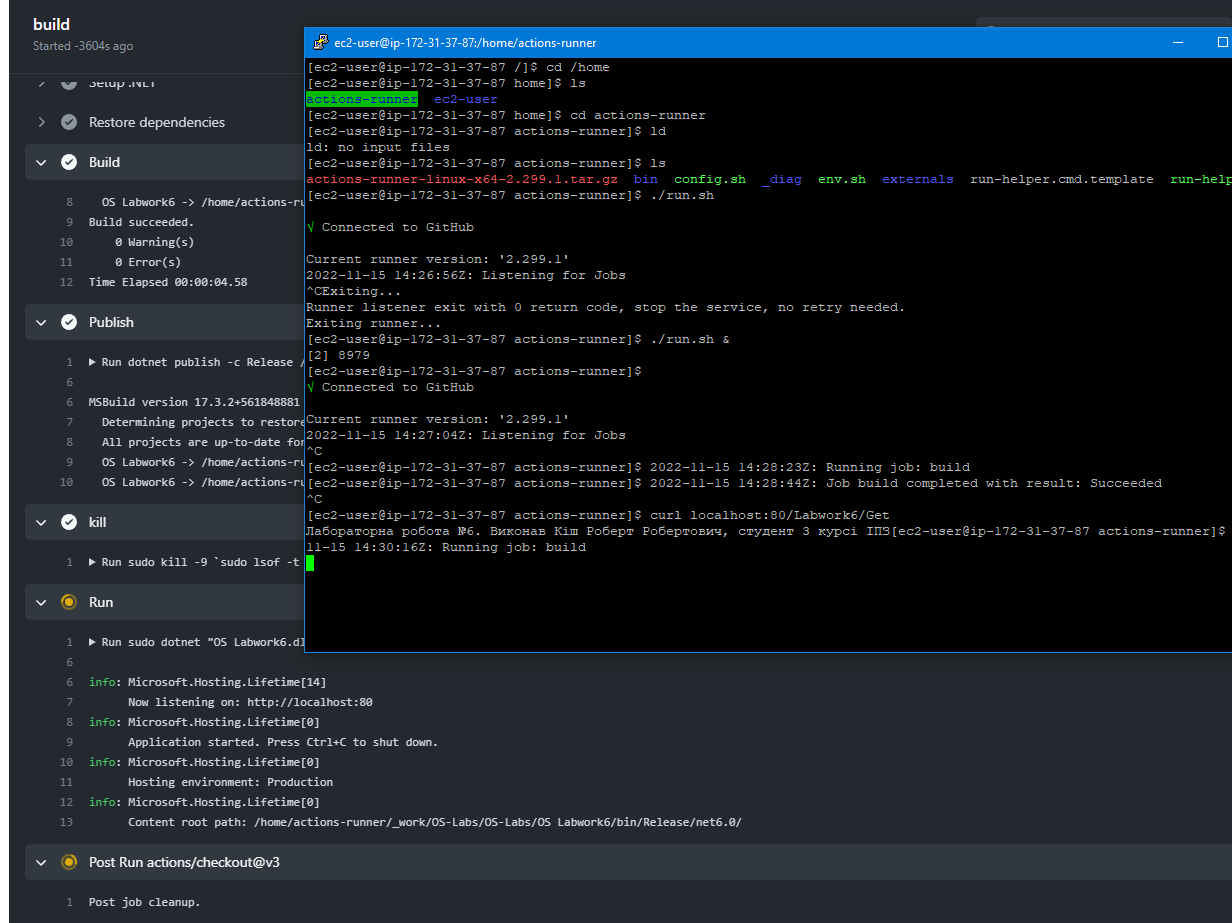 build
Started -3604s ago
Setup .NET
Restore dependencies
Build
8 OS Labwork6 -> /home/actions-ru
9 Build succeeded.
10 0 Warning(s)
11 0 Error(s)
12 Time Elapsed 00:00:04.58
Publish
1 Run dotnet publish -c Release /
6
6 MSBuild version 17.3.2+561848881
7 Determining projects to restore
8 All projects are up-to-date for
9 OS Labwork6 -> /home/actions-ru
10 OS Labwork6 -> /home/actions-ru
kill
1 Run sudo kill -9 `sudo lsof -t
Run
1 Run sudo dotnet "OS Labwork6.dl
6
6 info: Microsoft.Hosting.Lifetime[14]
7 Now listening on: http://localhost:80
8 info: Microsoft.Hosting.Lifetime[0]
9 Application started. Press Ctrl+C to shut down.
10 info: Microsoft.Hosting.Lifetime[0]
11 Hosting environment: Production
12 info: Microsoft.Hosting.Lifetime[0]
13 Content root path: /home/actions-runner/_work/OS-Labs/OS-Labs/OS Labwork6/bin/Release/net6.0/
Post Run actions/checkout@v3
1 Post job cleanup.
ec2-user@ip-172-31-37-87:/home/actions-runner
[ec2-user@ip-172-31-37-87 /]$ cd /home
[ec2-user@ip-172-31-37-87 home]$ ls
actions-runner ec2-user
[ec2-user@ip-172-31-37-87 home]$ cd actions-runner
[ec2-user@ip-172-31-37-87 actions-runner]$ ld
ld: no input files
[ec2-user@ip-172-31-37-87 actions-runner]$ ls
actions-runner-linux-x64-2.299.1.tar.gz bin config.sh _diag env.sh externals run-helper.cmd.template run-help
[ec2-user@ip-172-31-37-87 actions-runner]$ ./run.sh
√ Connected to GitHub
Current runner version: '2.299.1'
2022-11-15 14:26:56Z: Listening for Jobs
^CExiting...
Runner listener exit with 0 return code, stop the service, no retry needed.
Exiting runner...
[ec2-user@ip-172-31-37-87 actions-runner]$ ./run.sh &
[2] 8979
[ec2-user@ip-172-31-37-87 actions-runner]$
√ Connected to GitHub
Current runner version: '2.299.1'
2022-11-15 14:27:04Z: Listening for Jobs
^C
[ec2-user@ip-172-31-37-87 actions-runner]$ 2022-11-15 14:28:23Z: Running job: build
[ec2-user@ip-172-31-37-87 actions-runner]$ 2022-11-15 14:28:44Z: Job build completed with result: Succeeded
^C
[ec2-user@ip-172-31-37-87 actions-runner]$ curl localhost:80/Labwork6/Get
Лабораторна робота №6. Виконав Кіш Роберт Робертович, студент 3 курсі ІПЗ[ec2-user@ip-172-31-37-87 actions-runner]$
11-15 14:30:16Z: Running job: build